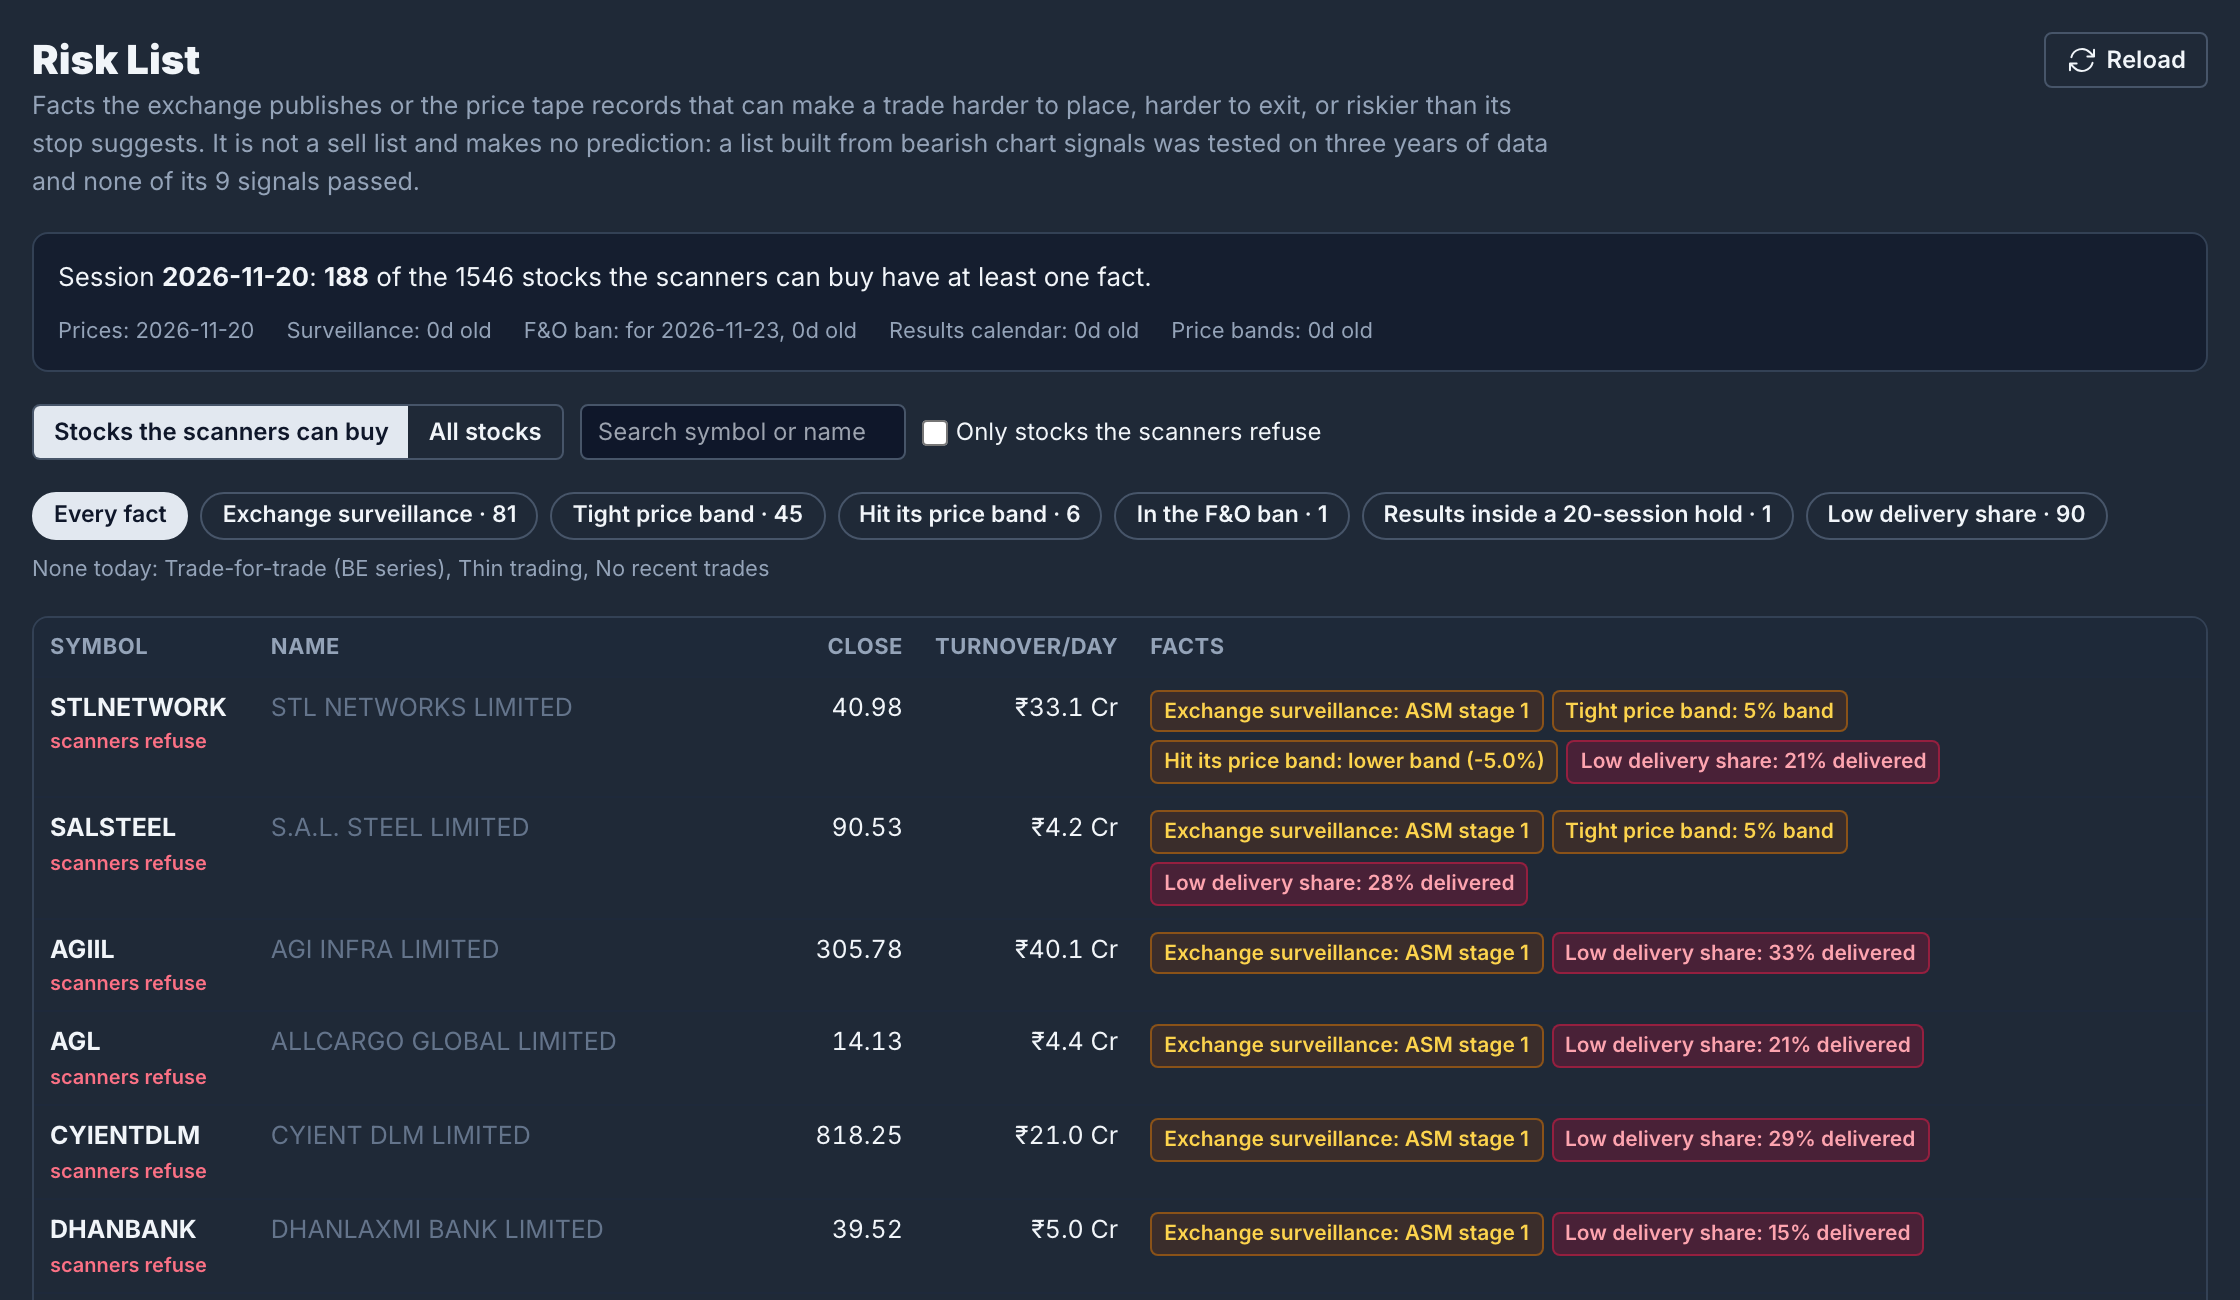 Risk List
Reload
Facts the exchange publishes or the price tape records that can make a trade harder to place, harder to exit, or riskier than its
stop suggests. It is not a sell list and makes no prediction: a list built from bearish chart signals was tested on three years of data
and none of its 9 signals passed.
Session 2026-11-20: 188 of the 1546 stocks the scanners can buy have at least one fact.
Prices: 2026-11-20 Surveillance: 0d old F&O ban: for 2026-11-23, 0d old Results calendar: 0d old Price bands: 0d old
Stocks the scanners can buy All stocks Search symbol or name Only stocks the scanners refuse
Every fact Exchange surveillance · 81 Tight price band · 45 Hit its price band · 6 In the F&O ban · 1 Results inside a 20-session hold · 1 Low delivery share · 90
None today: Trade-for-trade (BE series), Thin trading, No recent trades
SYMBOL NAME CLOSE TURNOVER/DAY FACTS
STLNETWORK STL NETWORKS LIMITED 40.98 ₹33.1 Cr Exchange surveillance: ASM stage 1 Tight price band: 5% band
scanners refuse Hit its price band: lower band (-5.0%) Low delivery share: 21% delivered
SALSTEEL S.A.L. STEEL LIMITED 90.53 ₹4.2 Cr Exchange surveillance: ASM stage 1 Tight price band: 5% band
scanners refuse Low delivery share: 28% delivered
AGIIL AGI INFRA LIMITED 305.78 ₹40.1 Cr Exchange surveillance: ASM stage 1 Low delivery share: 33% delivered
scanners refuse
AGL ALLCARGO GLOBAL LIMITED 14.13 ₹4.4 Cr Exchange surveillance: ASM stage 1 Low delivery share: 21% delivered
scanners refuse
CYIENTDLM CYIENT DLM LIMITED 818.25 ₹21.0 Cr Exchange surveillance: ASM stage 1 Low delivery share: 29% delivered
scanners refuse
DHANBANK DHANLAXMI BANK LIMITED 39.52 ₹5.0 Cr Exchange surveillance: ASM stage 1 Low delivery share: 15% delivered
scanners refuse